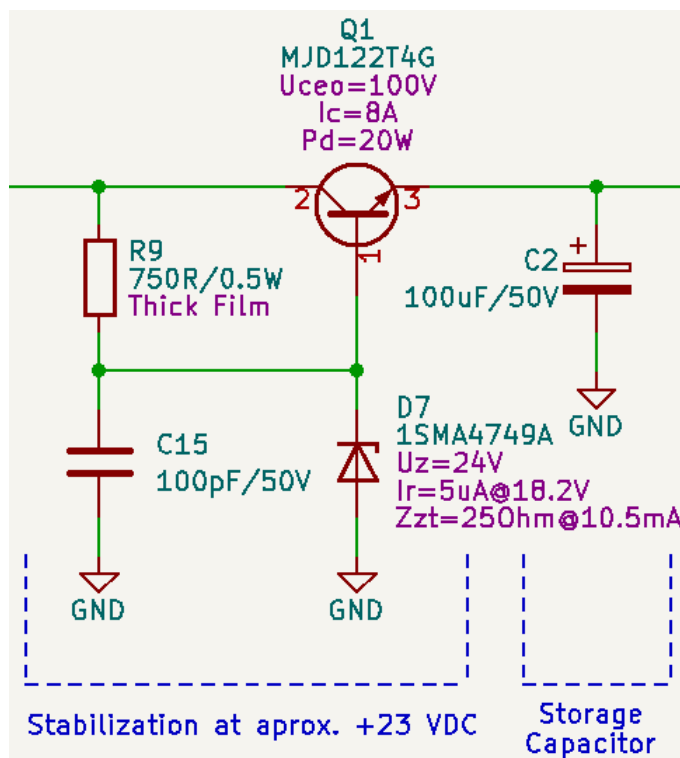 Q1
MJD122T4G
Uceo=100V
Ic=8A
Pd=20W
2
3
1
R9
750R/0.5W
Thick Film
C2
100uF/50V
GND
C15
100pF/50V
D7
1SMA4749A
Uz=24V
Ir=5uA@18.2V
Zzt=25Ohm@10.5mA
GND
GND
Stabilization at aprox. +23 VDC
Storage
Capacitor